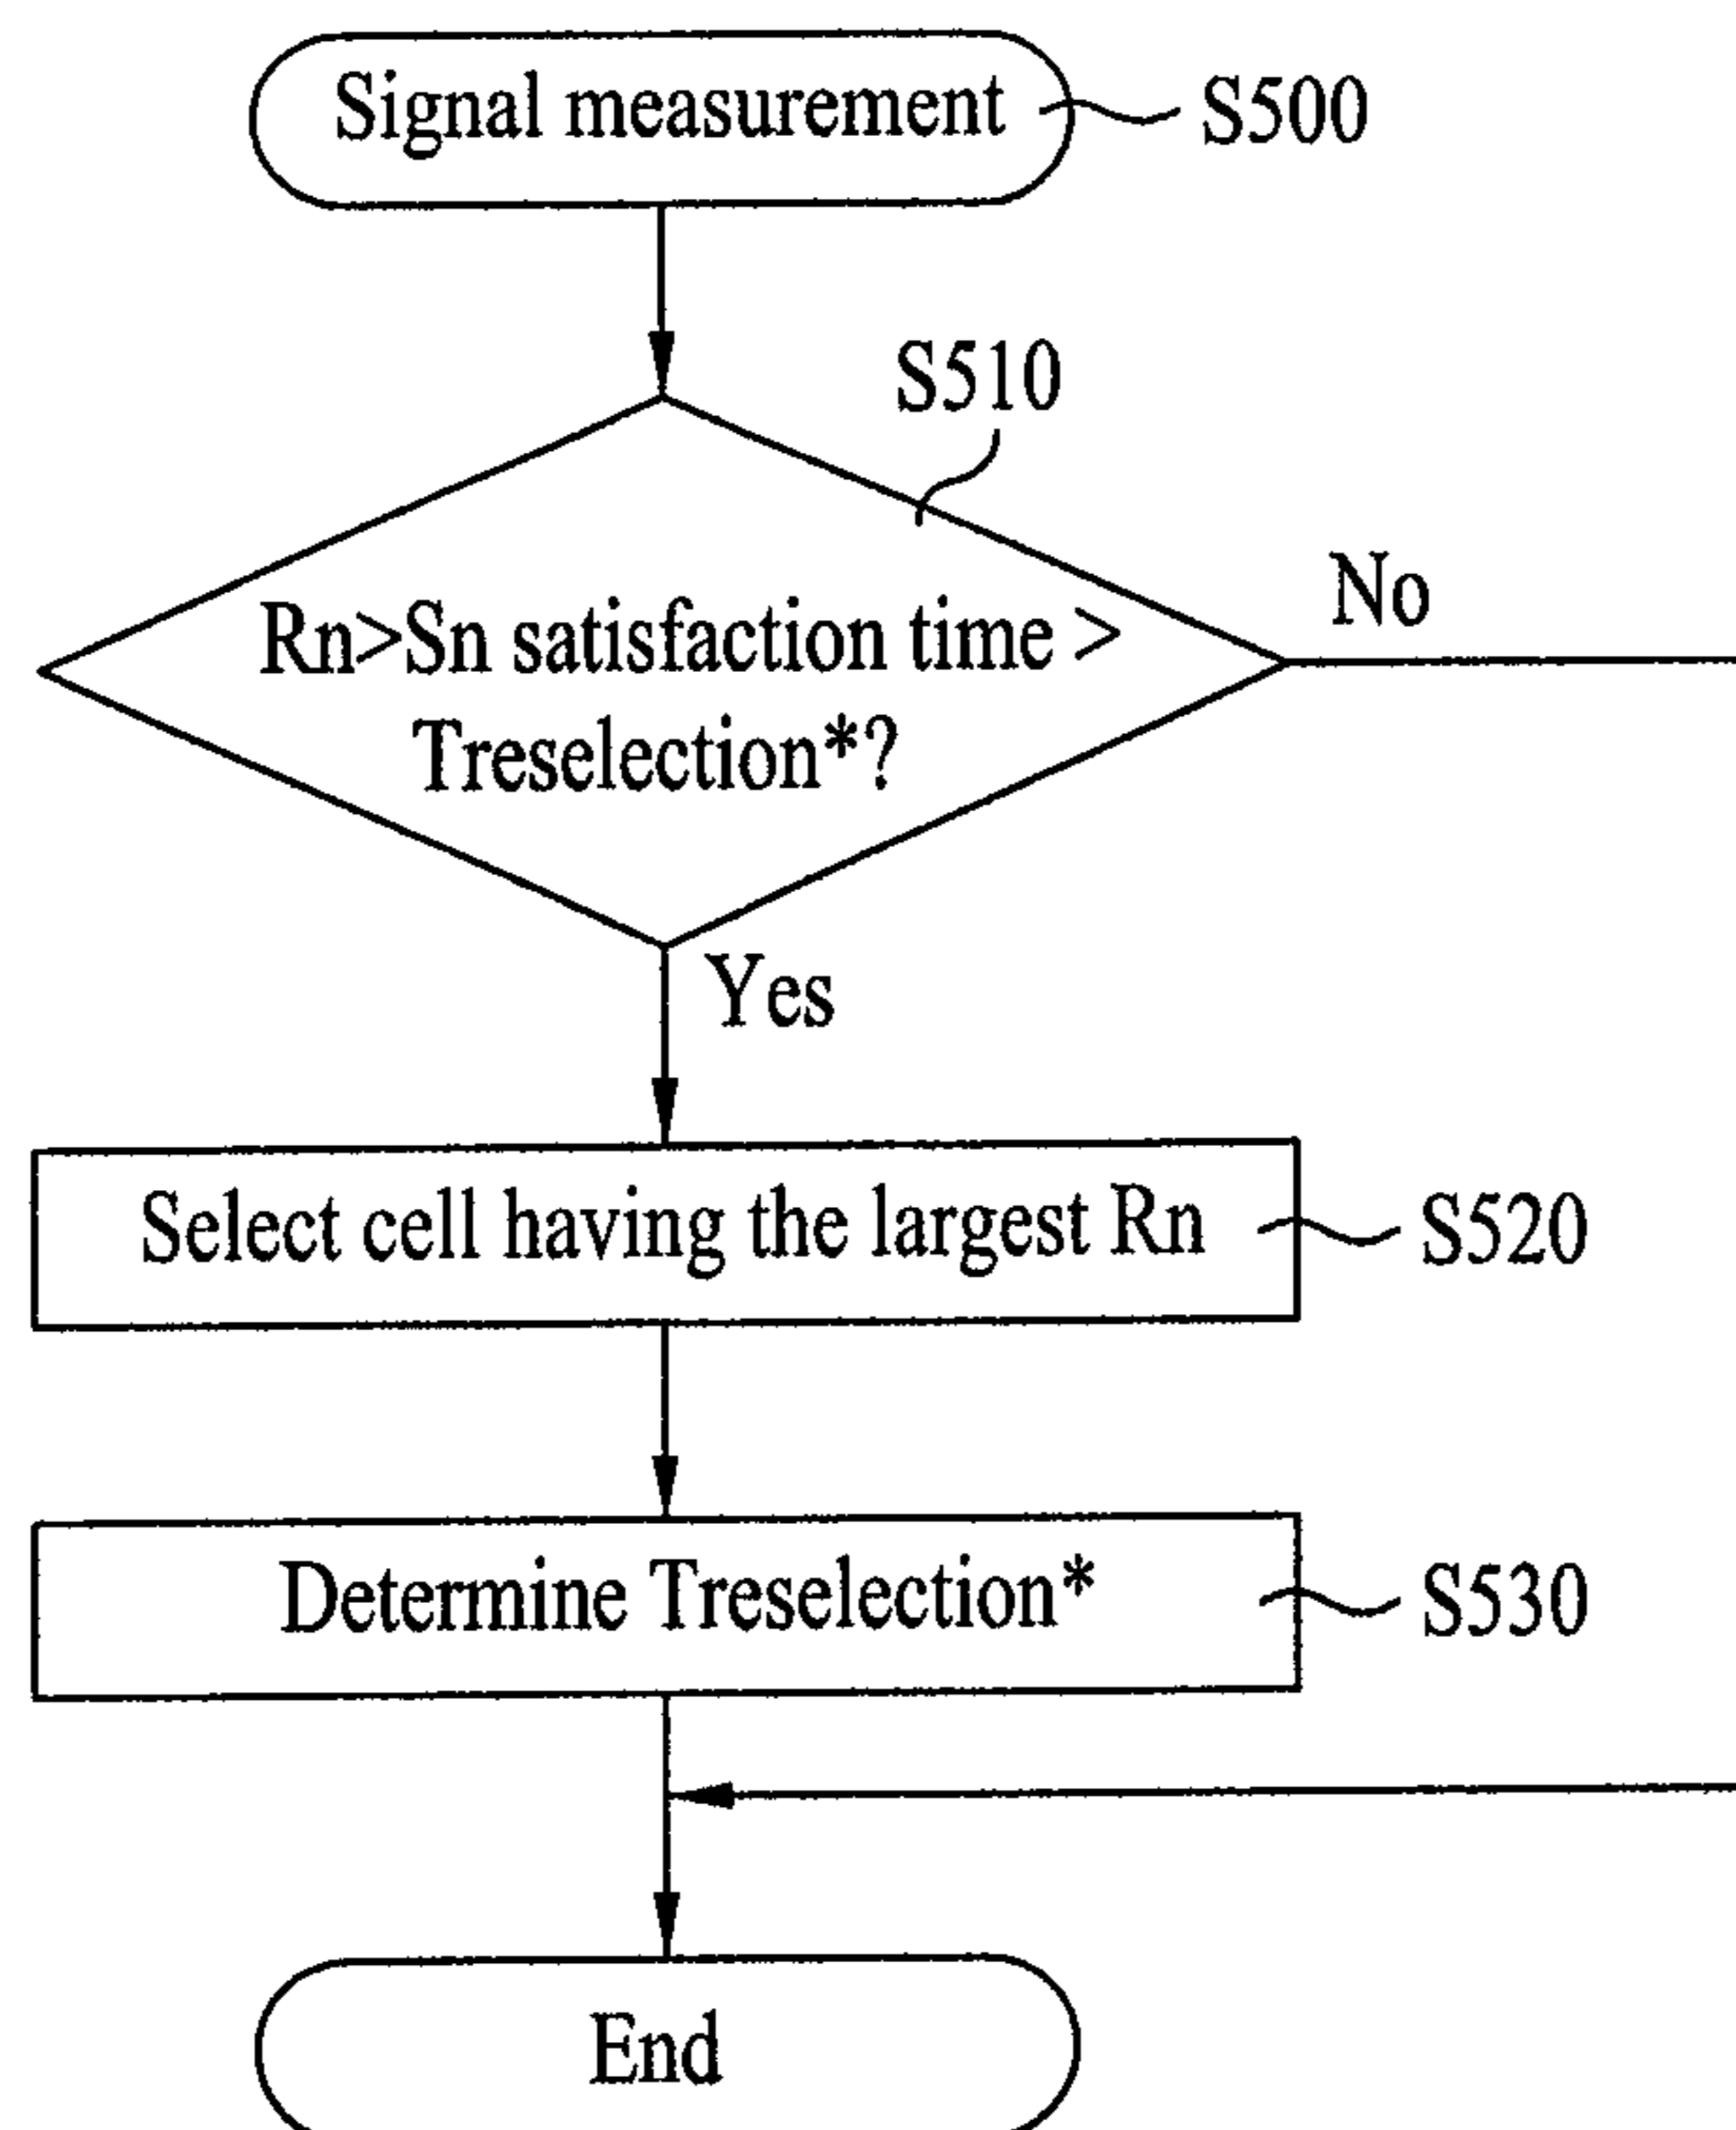 Signal measurement
S500
S510
Rn>Sn satisfaction time >
Treselection*?
No
Yes
Select cell having the largest Rn
S520
Determine Treselection*
S530
End